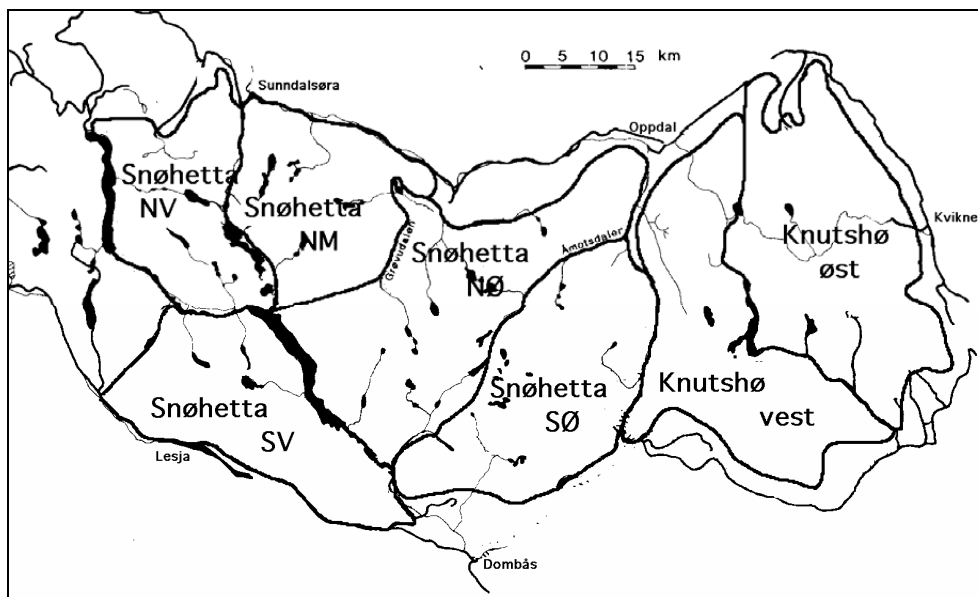 0 5 10 15 km
Sunndalsøra
Oppdal
Snøhetta
NV
Snøhetta
NM
Grøvudalen
Snøhetta
NØ
Åmotsdalen
Knutshø
øst
Kvikne
Snøhetta
SV
Snøhetta
SØ
Knutshø
vest
Lesja
Dombås